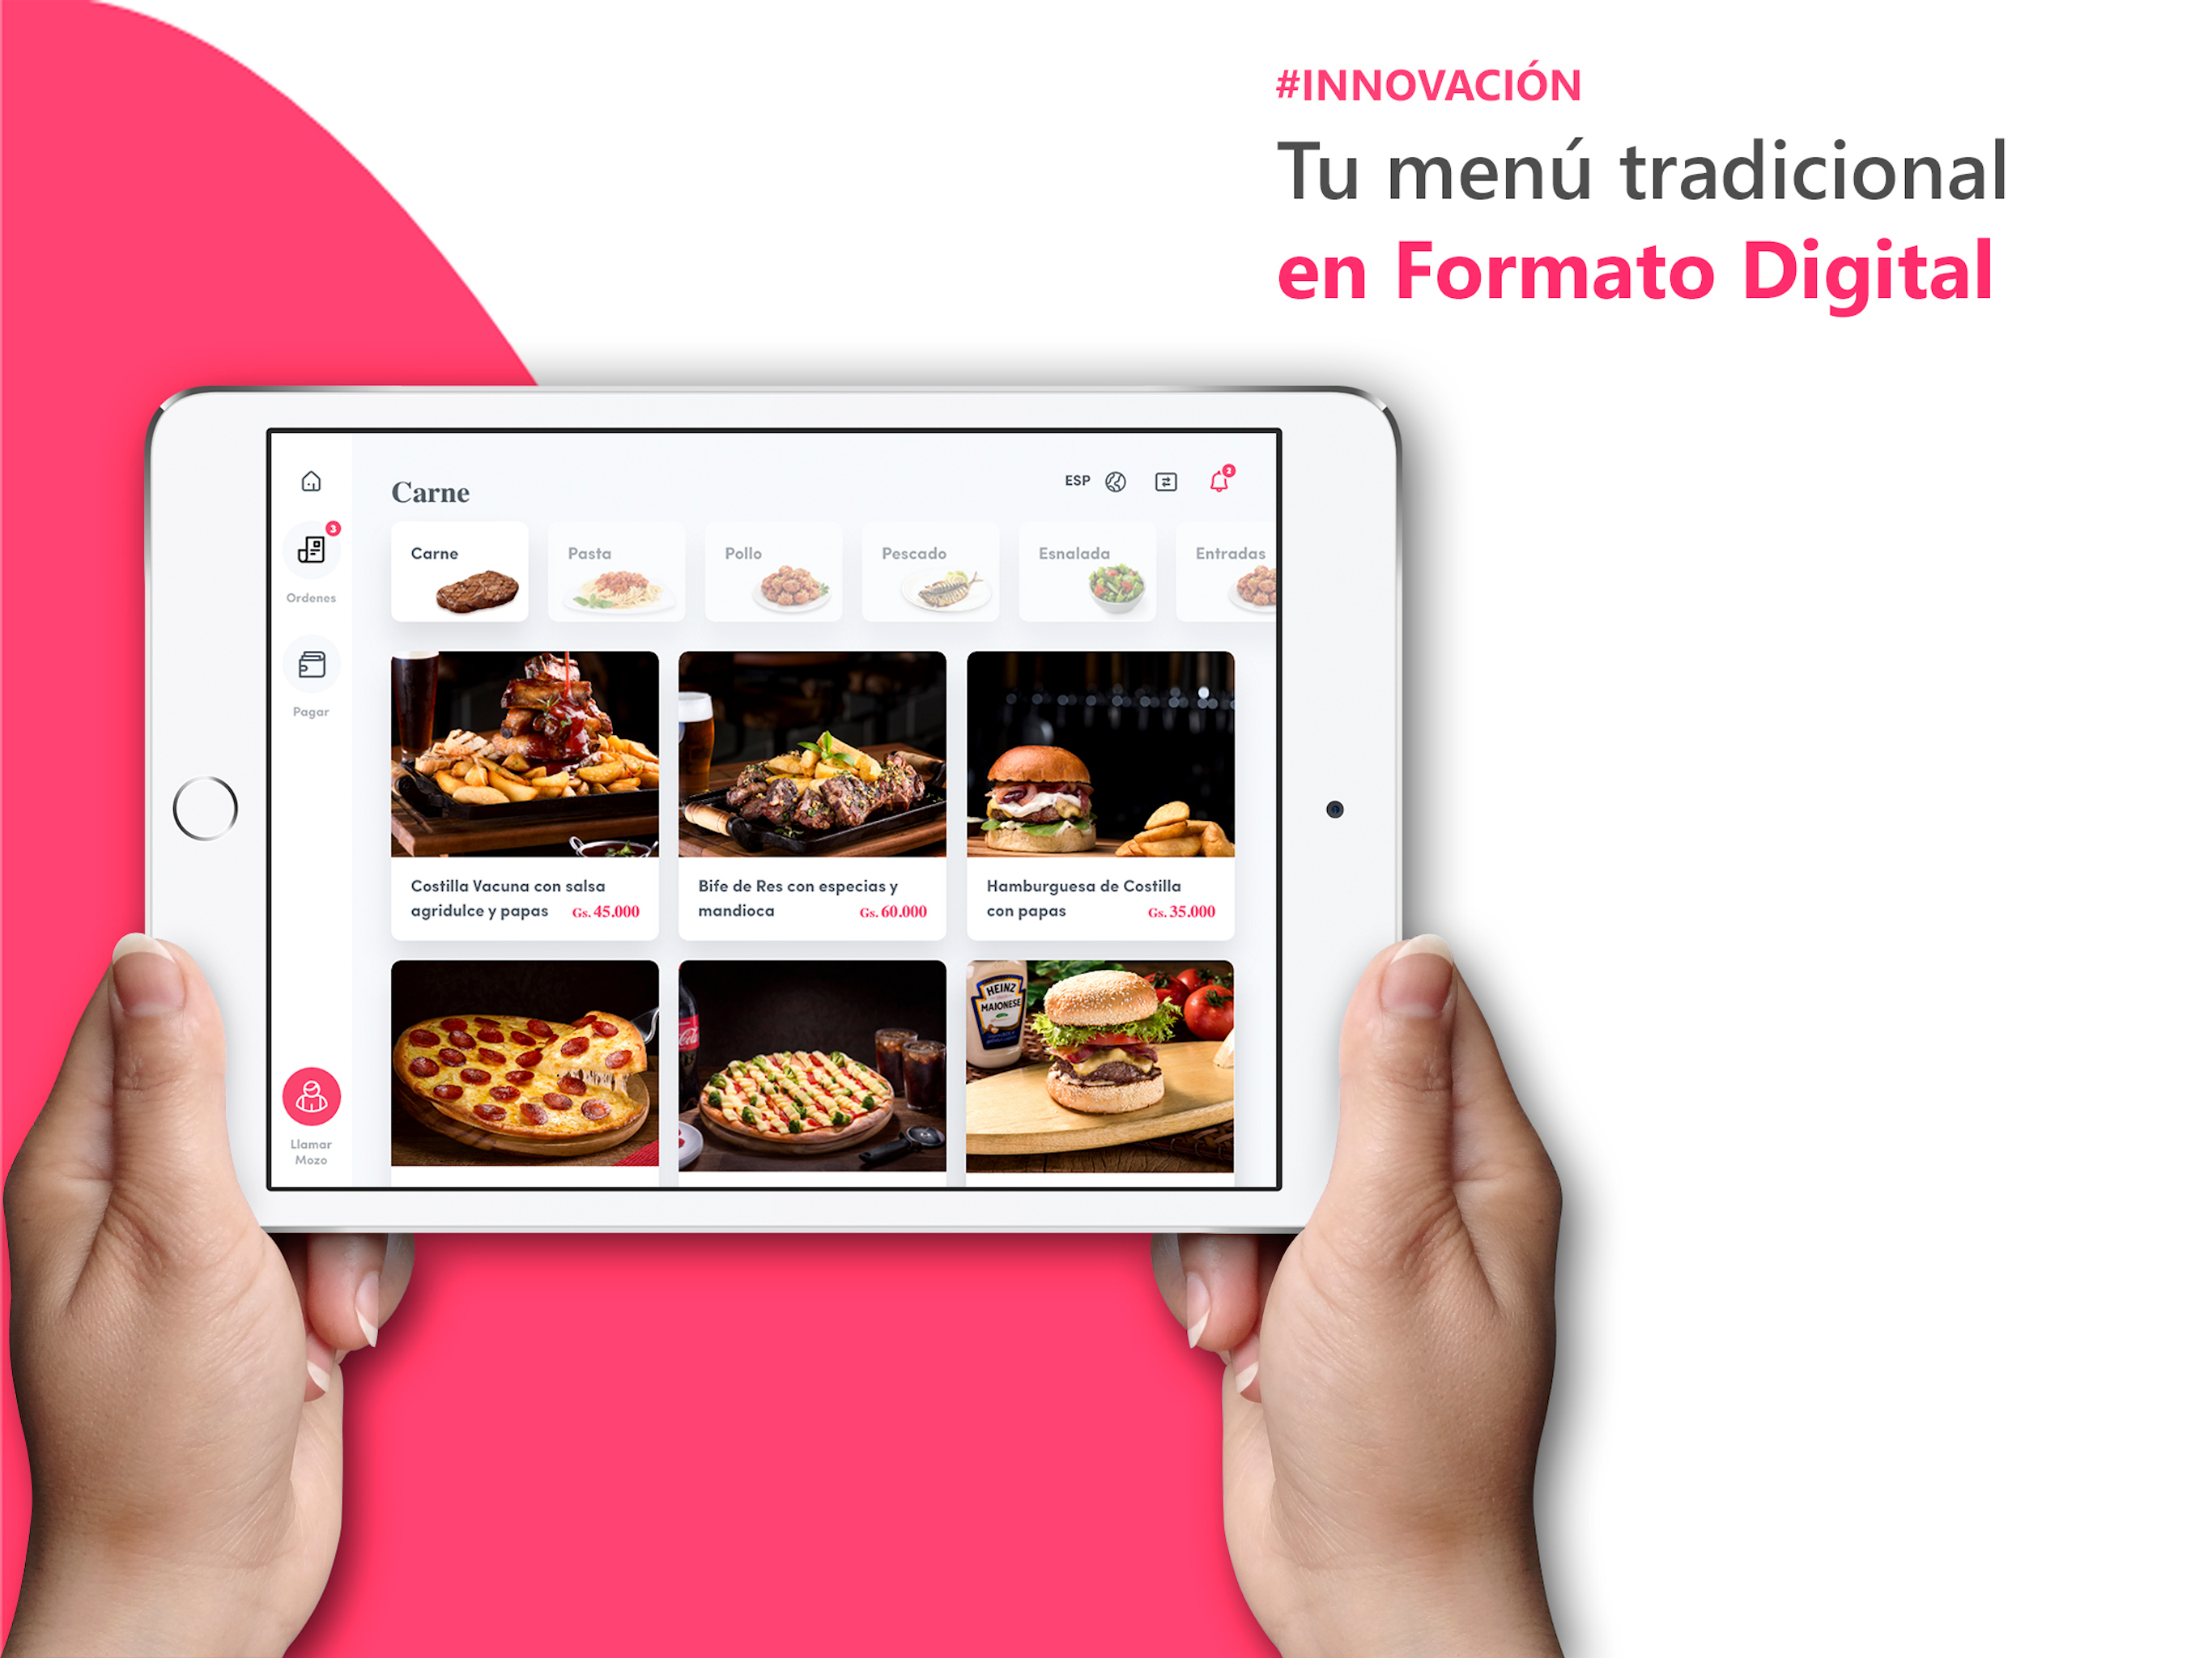 #INNOVACIÓN
Tu menú tradicional
en Formato Digital
Carne
ESP
3
Ordenes
Pagar
Llamar
Mozo
Carne
Pasta
Pollo
Pescado
Esnalada
Entradas
Costilla Vacuna con salsa
agridulce y papas Gs. 45.000
Bife de Res con especias y
mandioca Gs. 60.000
Hamburguesa de Costilla
con papas Gs. 35.000
HEINZ
MAIONESE